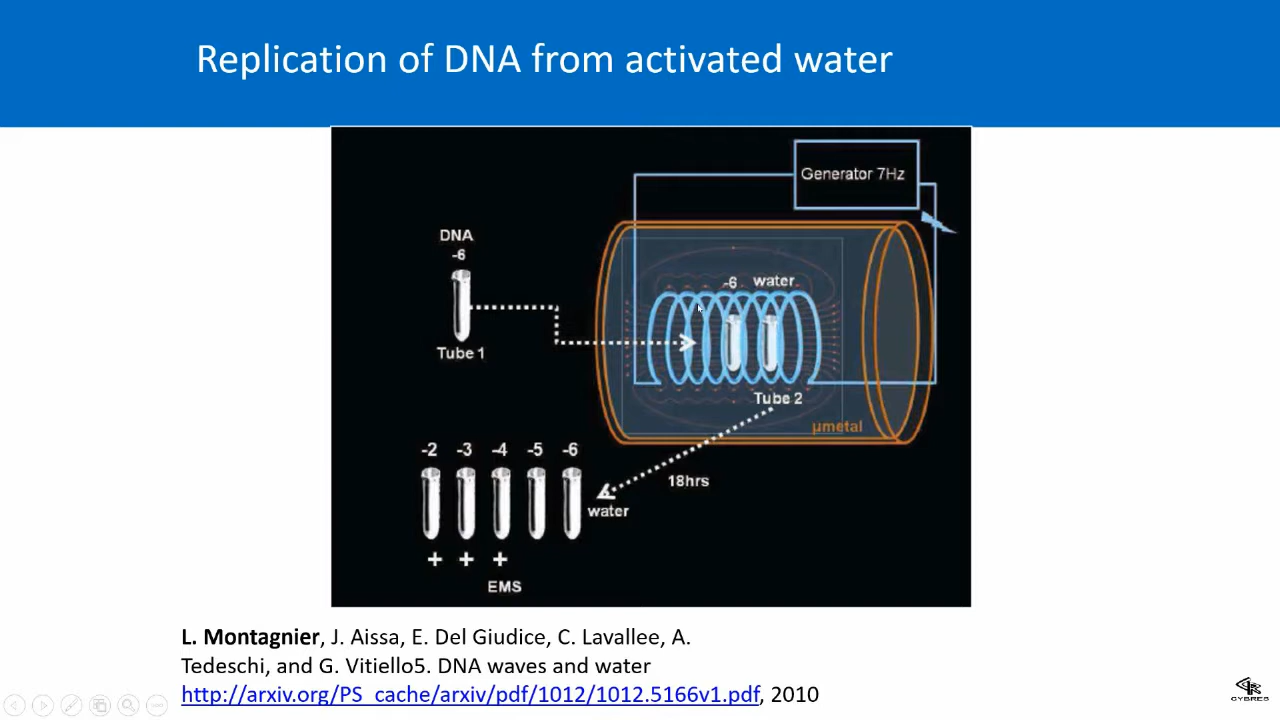 Replication of DNA from activated water
Generator 7Hz
DNA
-6
Tube 1
-6 water
Tube 2
µmetal
18hrs
-2 -3 -4 -5 -6
water
+ + +
EMS
L. Montagnier, J. Aissa, E. Del Giudice, C. Lavallee, A.
Tedeschi, and G. Vitiello5. DNA waves and water
http://arxiv.org/PS_cache/arxiv/pdf/1012/1012.5166v1.pdf, 2010
CYBRES